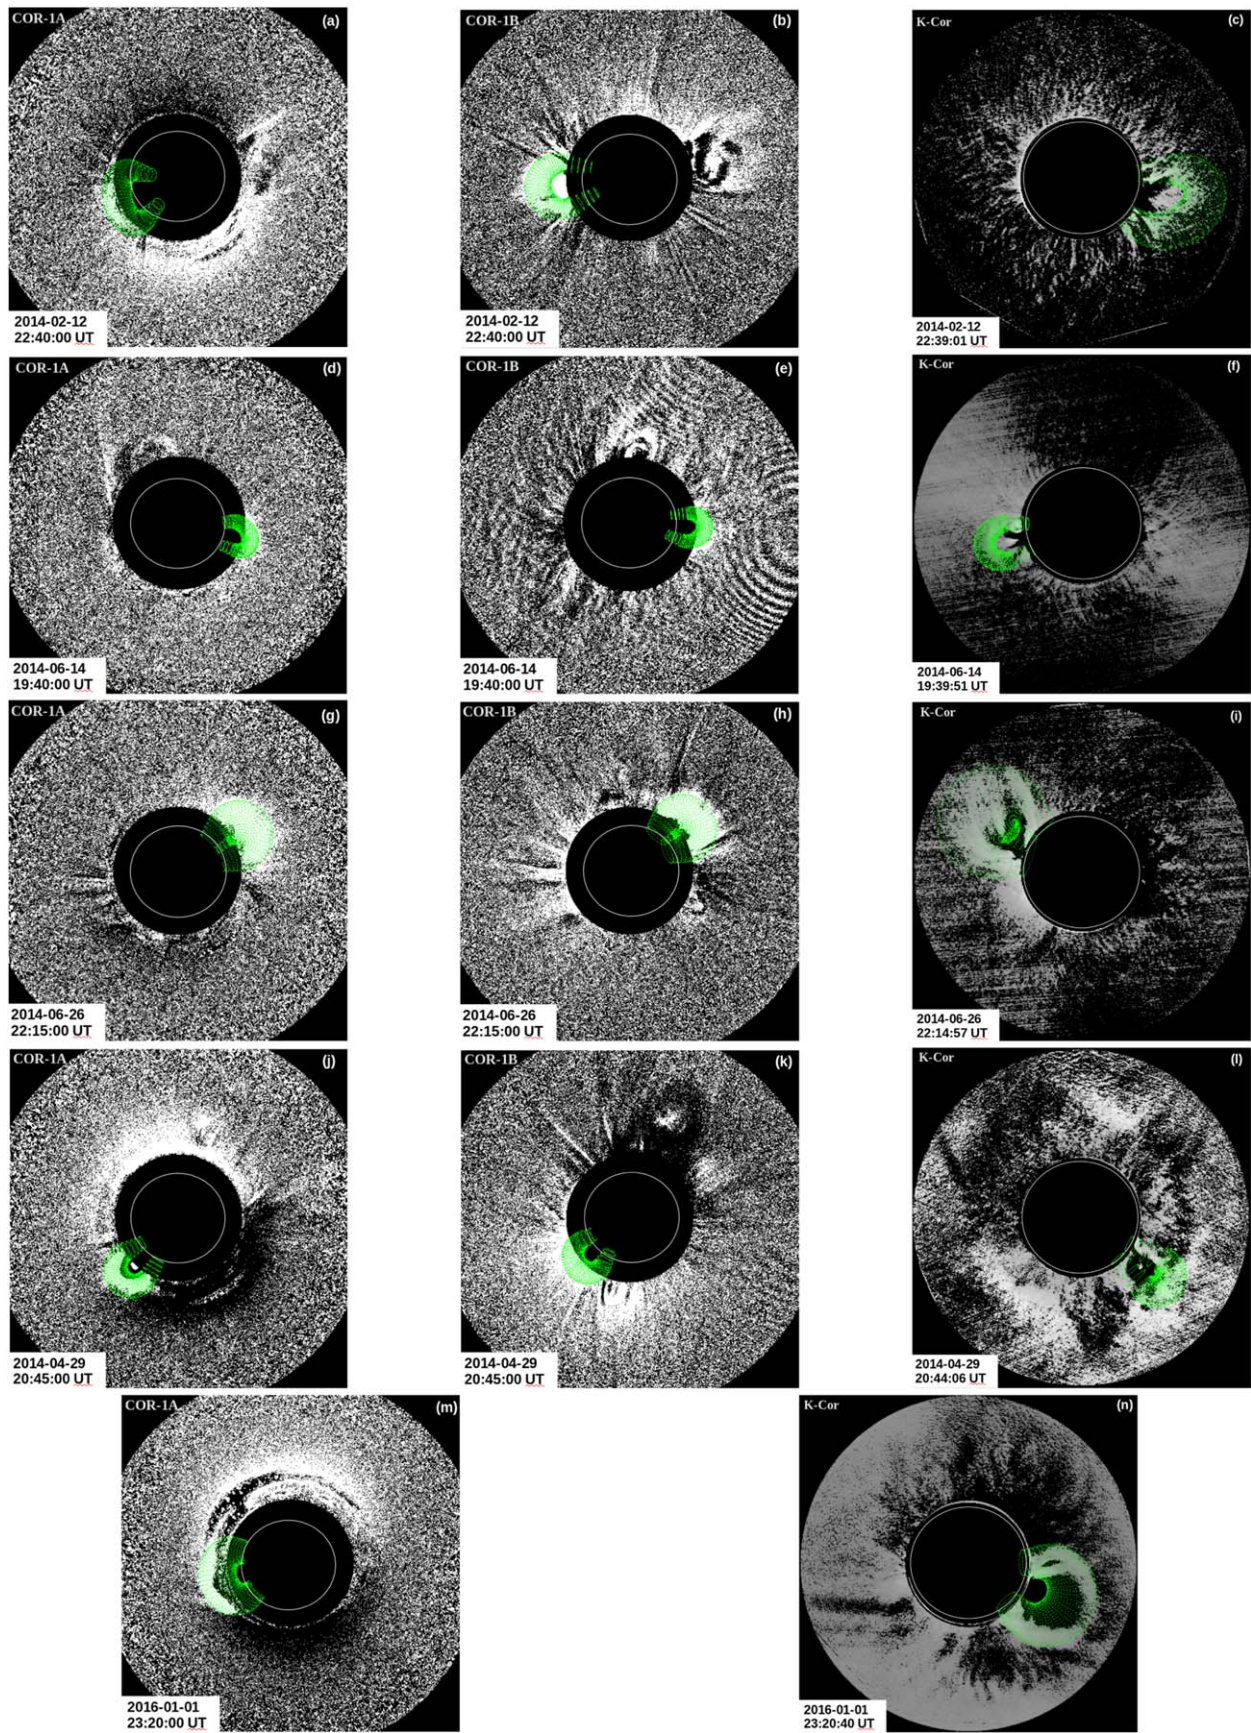 COR-1A (a)
2014-02-12
22:40:00 UT
COR-1B (b)
2014-02-12
22:40:00 UT
K-Cor (c)
2014-02-12
22:39:01 UT
COR-1A (d)
2014-06-14
19:40:00 UT
COR-1B (e)
2014-06-14
19:40:00 UT
K-Cor (f)
2014-06-14
19:39:51 UT
COR-1A (g)
2014-06-26
22:15:00 UT
COR-1B (h)
2014-06-26
22:15:00 UT
K-Cor (i)
2014-06-26
22:14:57 UT
COR-1A (j)
2014-04-29
20:45:00 UT
COR-1B (k)
2014-04-29
20:45:00 UT
K-Cor (l)
2014-04-29
20:44:06 UT
COR-1A (m)
2016-01-01
23:20:00 UT
K-Cor (n)
2016-01-01
23:20:40 UT